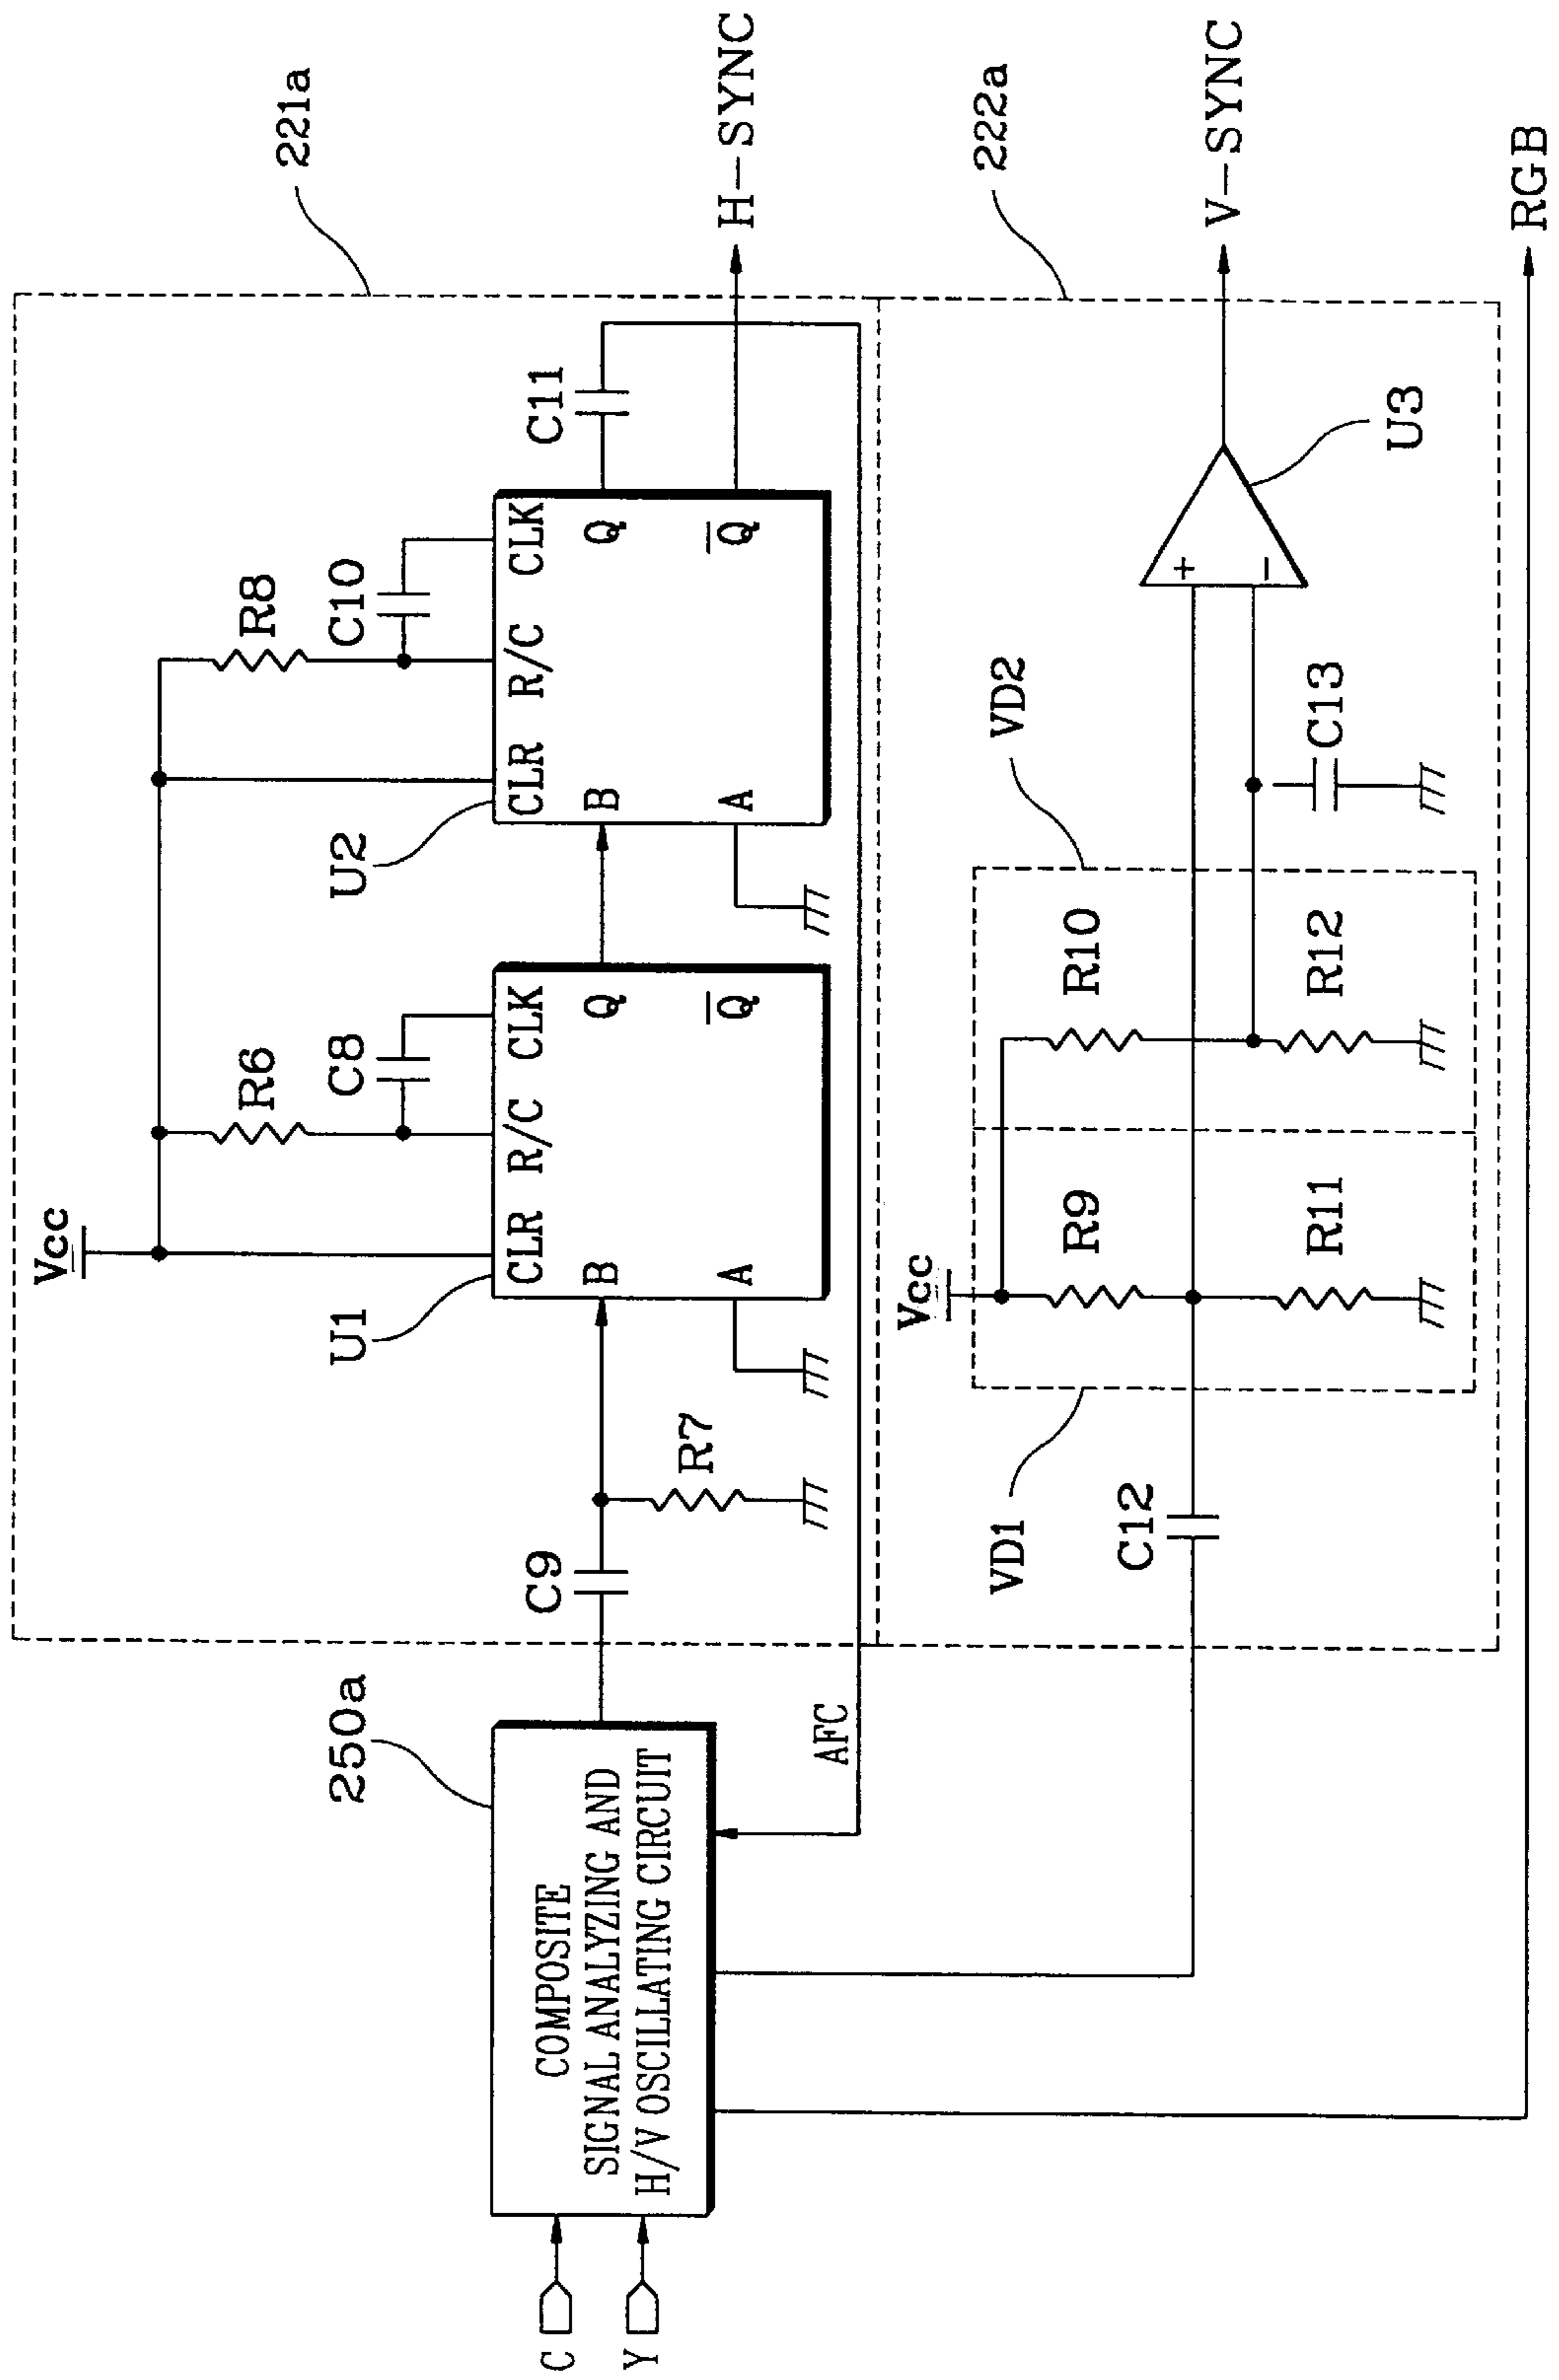 221a
Vcc
R6
R8
C8
C10
C11
250a
U1
U2
CLR R/C CLK
CLR R/C CLK
C9
B
Q
B
Q
R7
A
Q̅
A
Q̅
H-SYNC
C
Y
COMPOSITE
SIGNAL ANALYZING AND
H/V OSCILLATING CIRCUIT
AFC
222a
VD1
VD2
Vcc
R9
R10
C12
+
-
V-SYNC
R11
R12
C13
U3
RGB